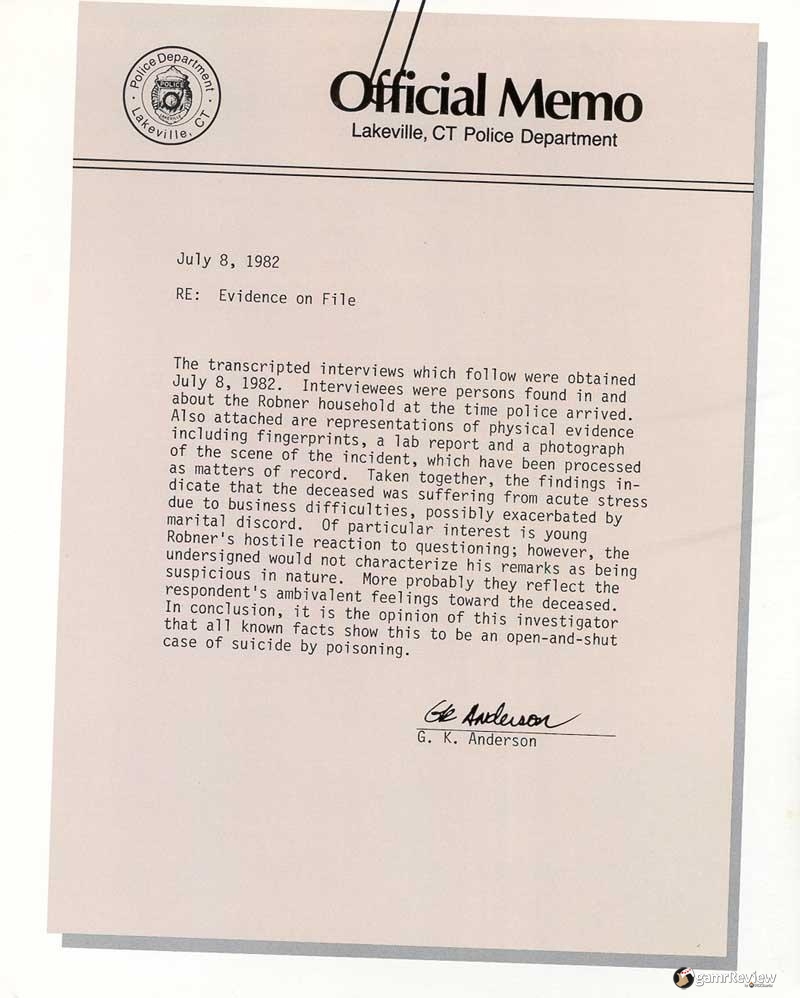 Police Department
POLICE
Lakeville, CT
Official Memo
Lakeville, CT Police Department
July 8, 1982
RE: Evidence on File
The transcripted interviews which follow were obtained
July 8, 1982. Interviewees were persons found in and
about the Robner household at the time police arrived.
Also attached are representations of physical evidence
including fingerprints, a lab report and a photograph
of the scene of the incident, which have been processed
as matters of record. Taken together, the findings in-
dicate that the deceased was suffering from acute stress
due to business difficulties, possibly exacerbated by
marital discord. Of particular interest is young
Robner's hostile reaction to questioning; however, the
undersigned would not characterize his remarks as being
suspicious in nature. More probably they reflect the
respondent's ambivalent feelings toward the deceased.
In conclusion, it is the opinion of this investigator
that all known facts show this to be an open-and-shut
case of suicide by poisoning.
GK Anderson
G. K. Anderson
gamrReview